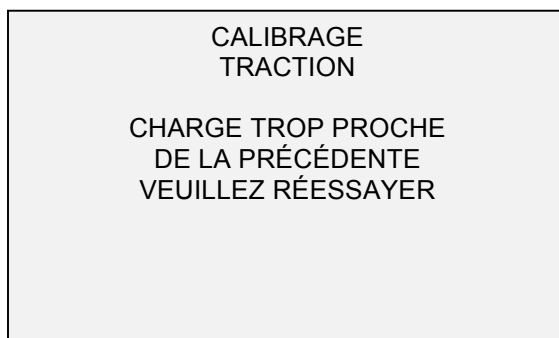 CALIBRAGE
TRACTION
CHARGE TROP PROCHE
DE LA PRÉCÉDENTE
VEUILLEZ RÉESSAYER